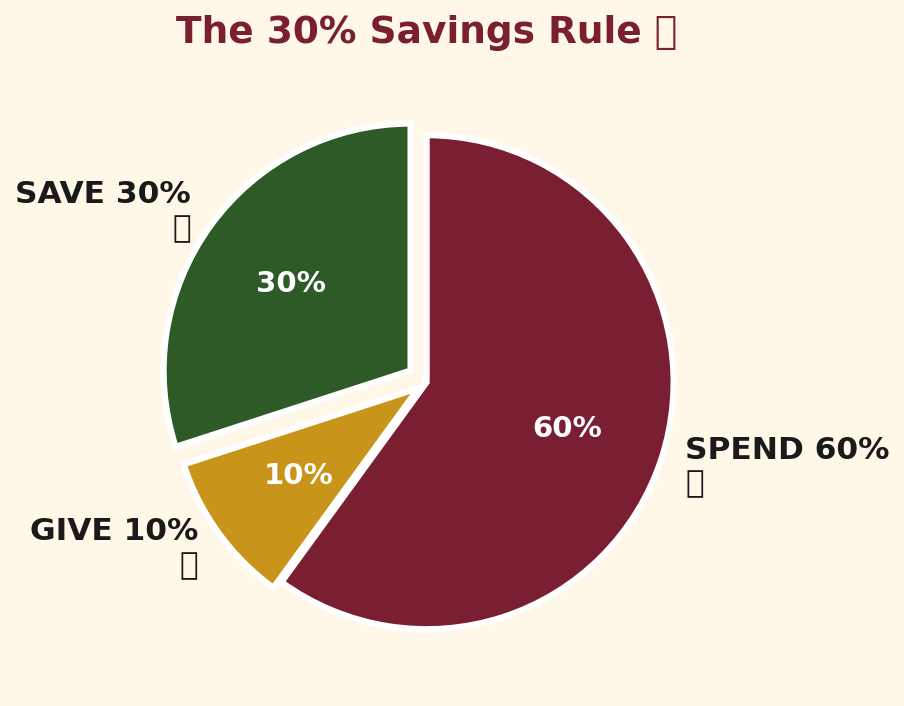 The 30% Savings Rule
SAVE 30%
30%
60%
SPEND 60%
10%
GIVE 10%